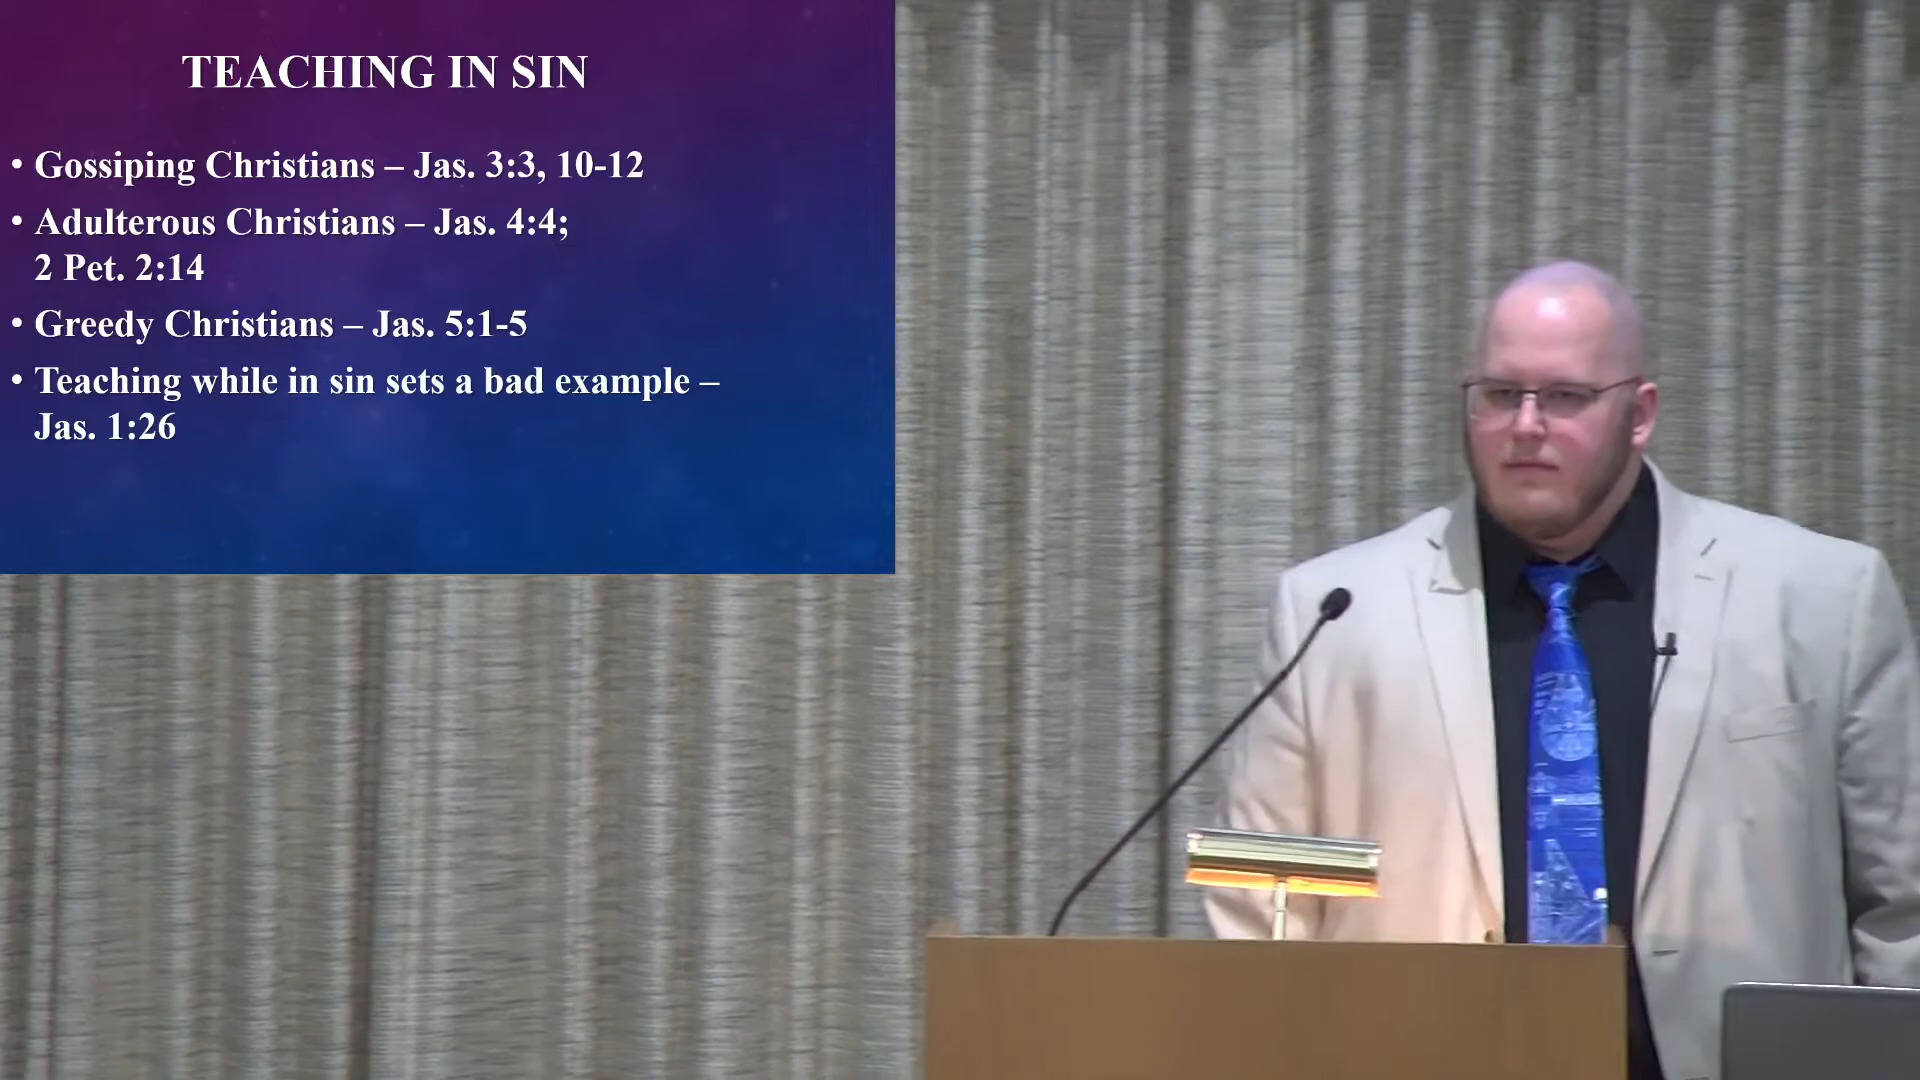 TEACHING IN SIN
• Gossiping Christians – Jas. 3:3, 10-12
• Adulterous Christians – Jas. 4:4;
2 Pet. 2:14
• Greedy Christians – Jas. 5:1-5
• Teaching while in sin sets a bad example –
Jas. 1:26